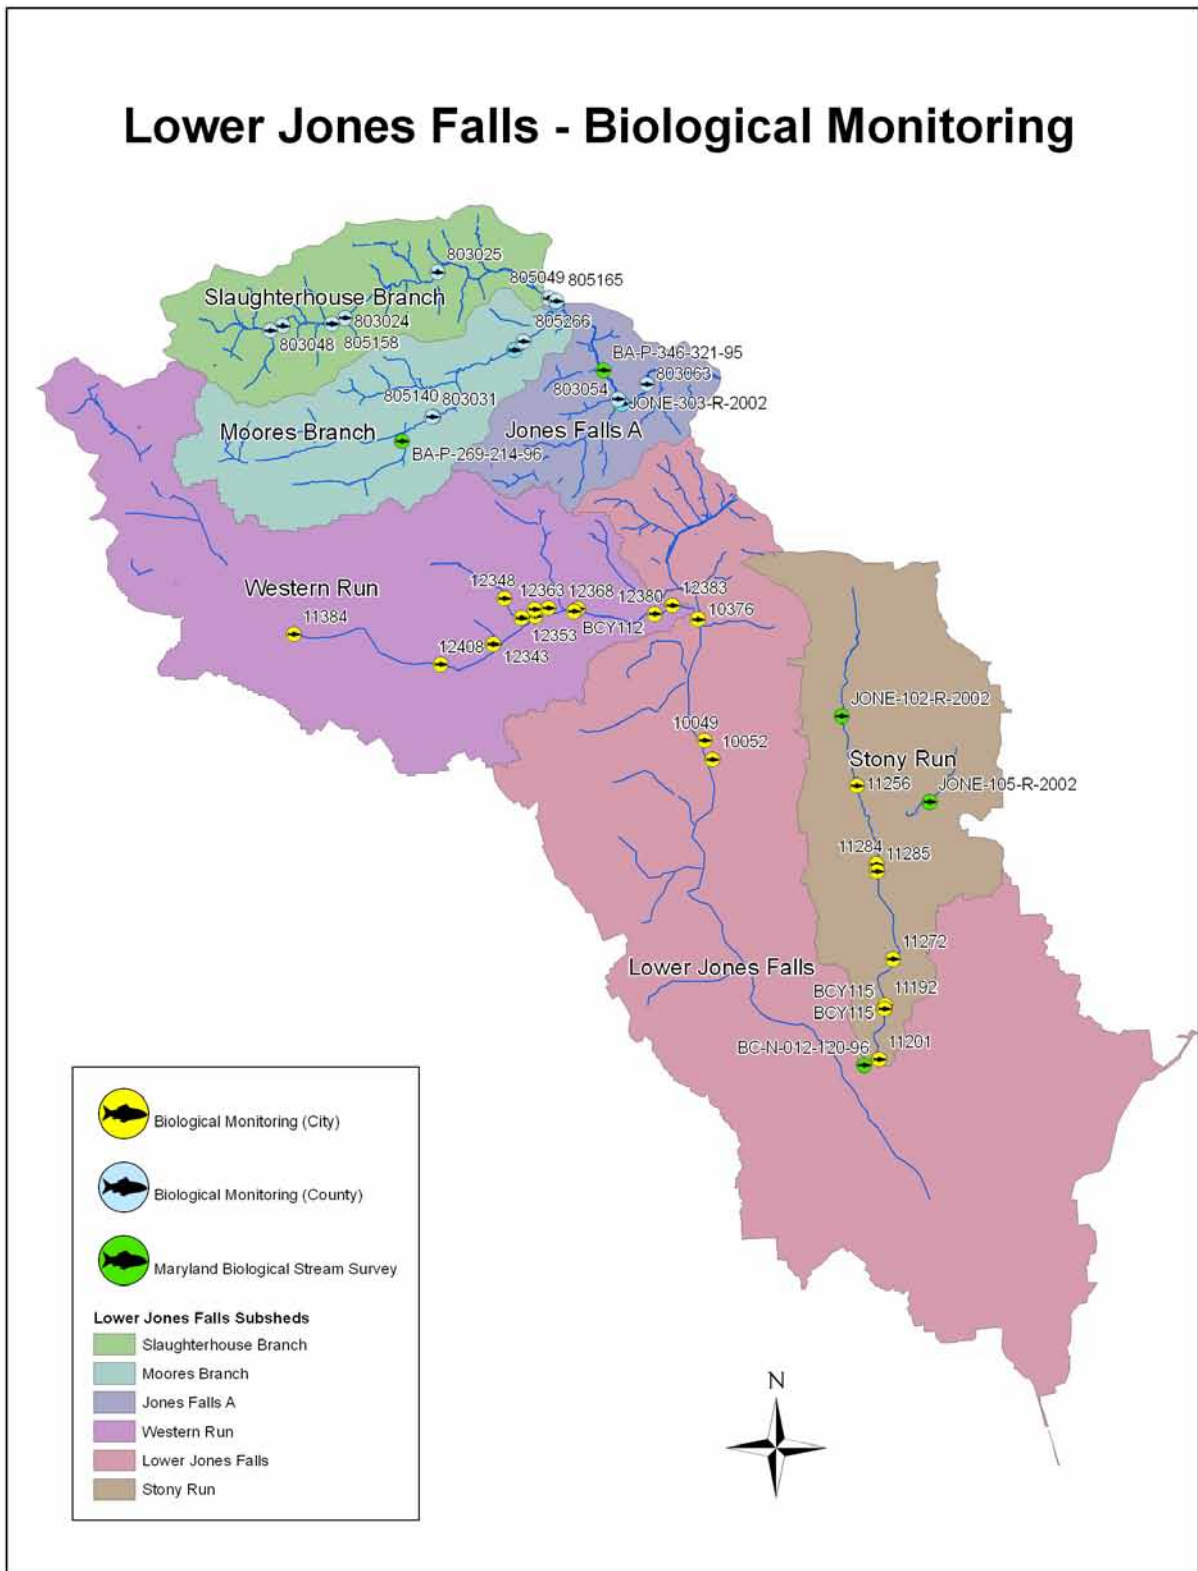 Lower Jones Falls - Biological Monitoring
803025
805049
805165
Slaughterhouse Branch
803024
805266
803048
805158
BA-P-346-321-95
803063
803054
JONE-303-R-2002
805140
803031
Moores Branch
Jones Falls A
BA-P-269-214-96
Western Run
11384
12348
12363
12368
12380
12383
10376
BCY112
12353
12408
12343
JONE-102-R-2002
10049
10052
Stony Run
11256
JONE-105-R-2002
11284
11285
11272
Lower Jones Falls
BCY115
11192
BCY115
BC-N-012-120-96
11201
Biological Monitoring (City)
Biological Monitoring (County)
Maryland Biological Stream Survey
Lower Jones Falls Subsheds
Slaughterhouse Branch
Moores Branch
Jones Falls A
Western Run
Lower Jones Falls
Stony Run
N